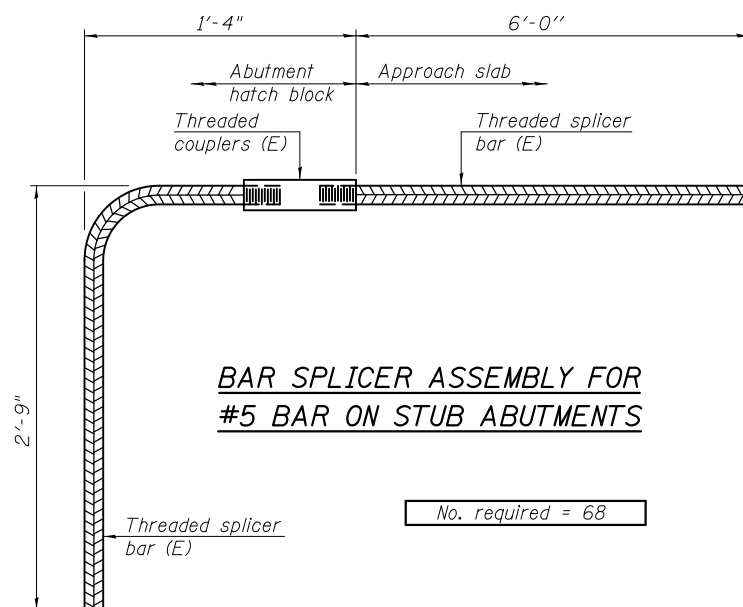 1'-4"
6'-0"
Abutment
hatch block
Approach slab
Threaded
couplers (E)
Threaded splicer
bar (E)
2'-9"
BAR SPLICER ASSEMBLY FOR
#5 BAR ON STUB ABUTMENTS
No. required = 68
Threaded splicer
bar (E)